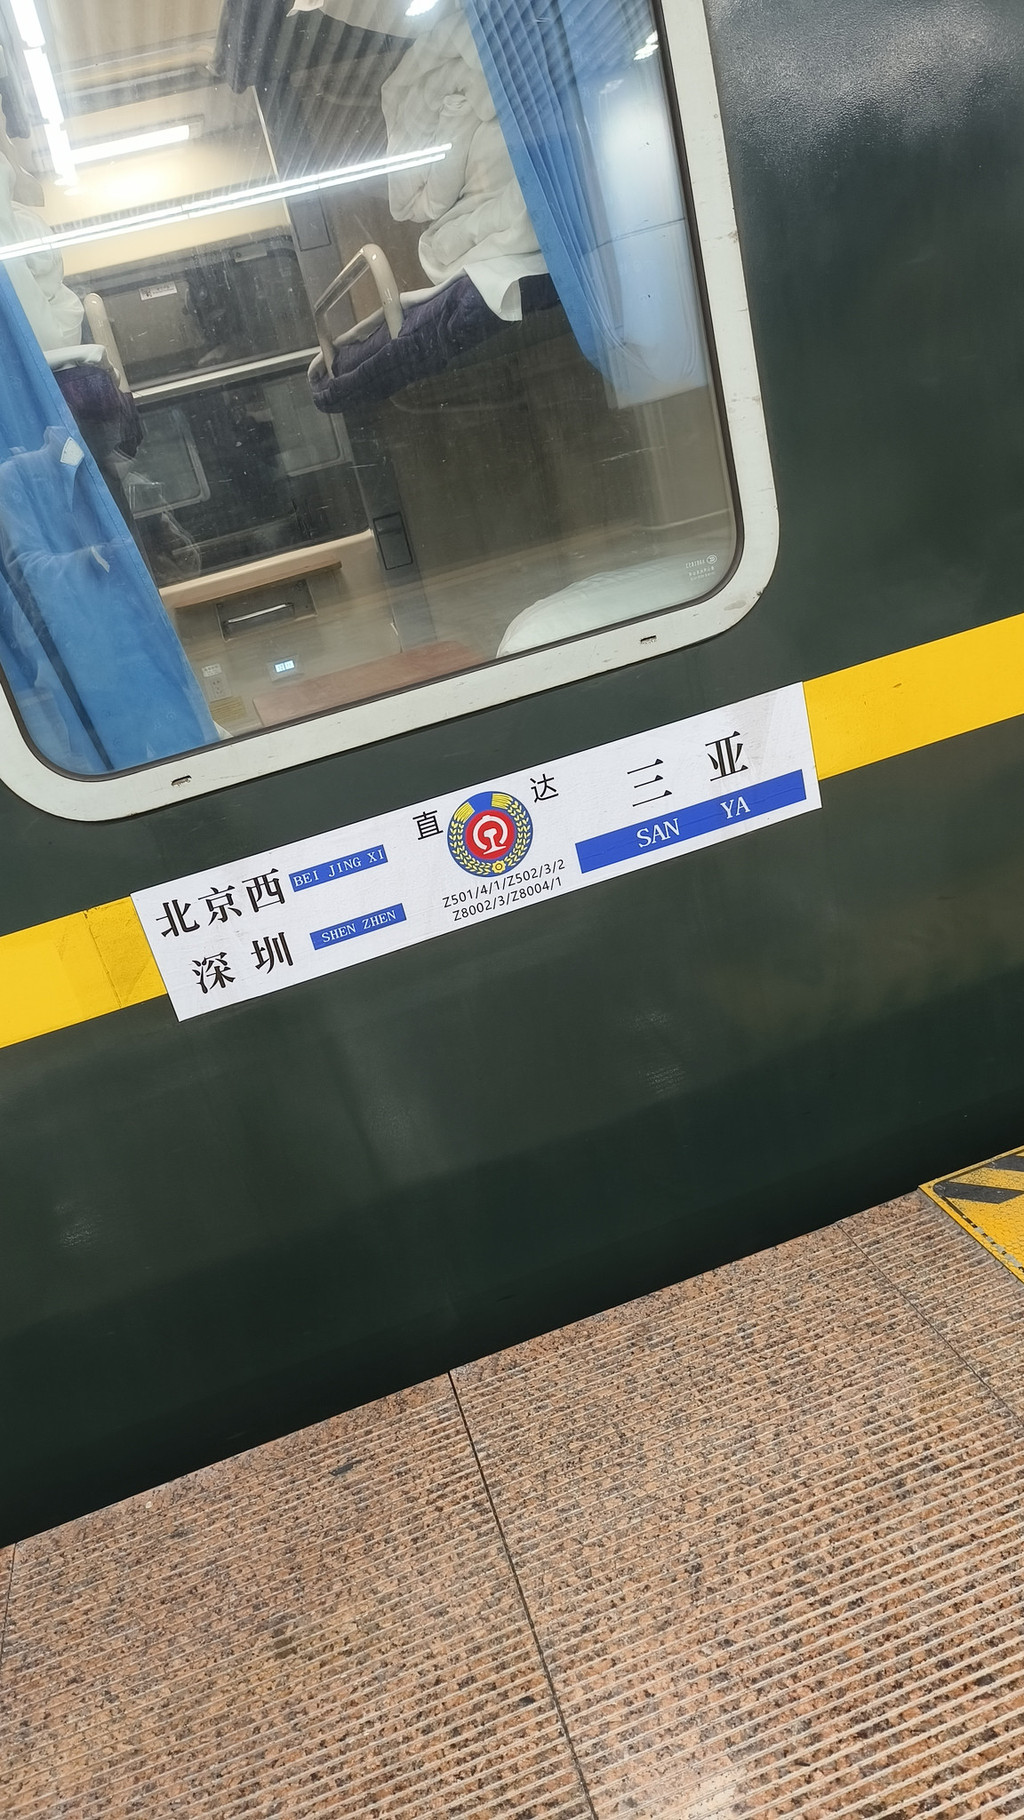 北京西 BEI JING XI
深圳 SHEN ZHEN
直达
Z501/4/1/Z502/3/2
Z8002/3/Z8004/1
三亚
SAN YA